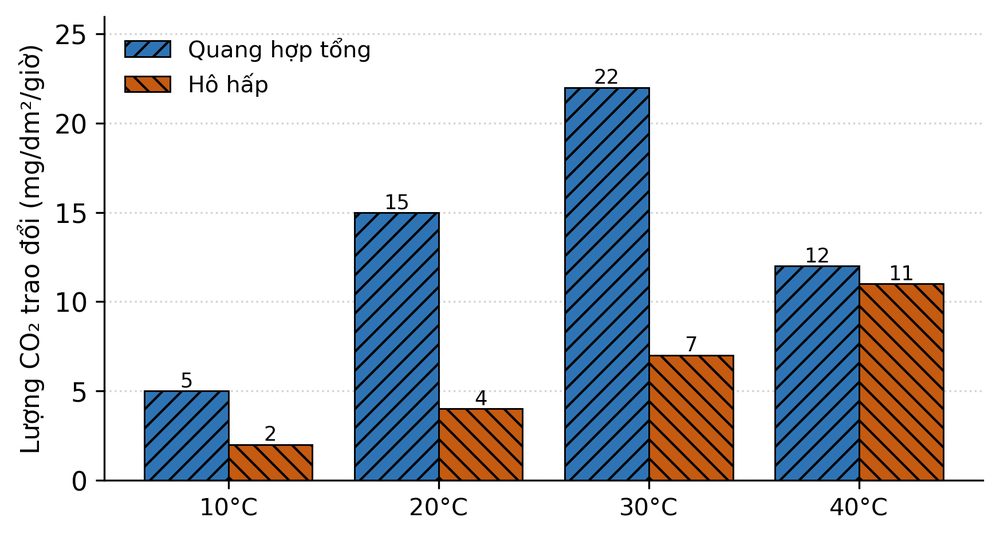 Lượng CO₂ trao đổi (mg/dm²/giờ)
25
20
15
10
5
0
Quang hợp tổng
Hô hấp
5
2
15
4
22
7
12
11
10°C
20°C
30°C
40°C